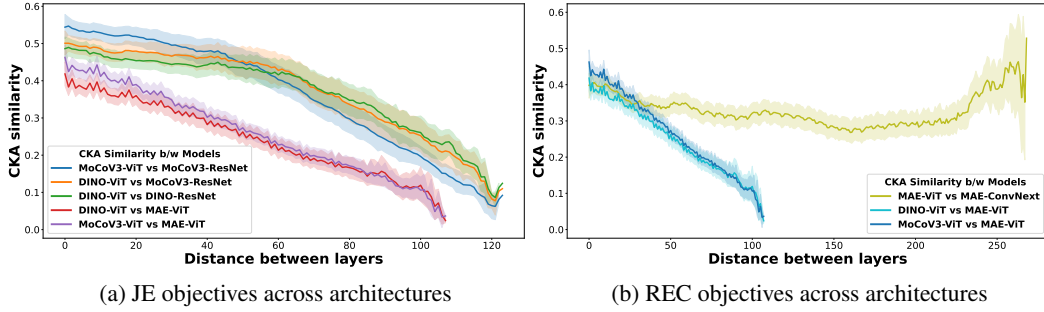 0.6
0.5
0.4
0.3
0.2
0.1
0.0
CKA similarity
CKA Similarity b/w Models
MoCoV3-ViT vs MoCoV3-ResNet
DINO-ViT vs MoCoV3-ResNet
DINO-ViT vs DINO-ResNet
DINO-ViT vs MAE-ViT
MoCoV3-ViT vs MAE-ViT
0 20 40 60 80 100 120
Distance between layers
(a) JE objectives across architectures
0.6
0.5
0.4
0.3
0.2
0.1
0.0
CKA similarity
CKA Similarity b/w Models
MAE-ViT vs MAE-ConvNext
DINO-ViT vs MAE-ViT
MoCoV3-ViT vs MAE-ViT
0 50 100 150 200 250
Distance between layers
(b) REC objectives across architectures